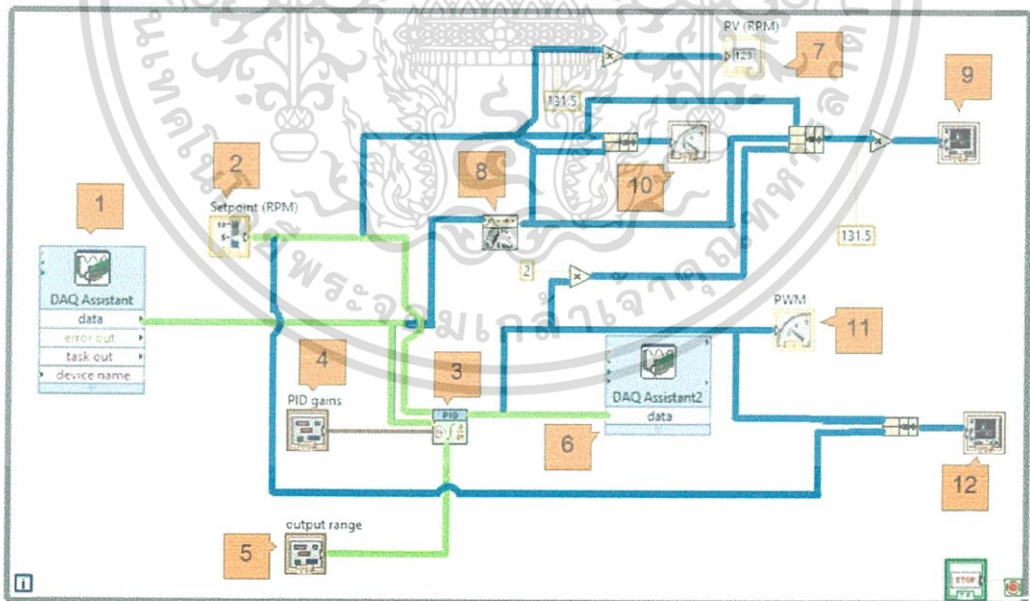 PV (RPM)
7
123
131.5
9
1
2
Setpoint (RPM)
8
10
131.5
2
PWM
11
DAQ Assistant
data
error out
task out
device name
4
3
PID gains
PID
DAQ Assistant2
data
6
12
output range
5
i
STOP